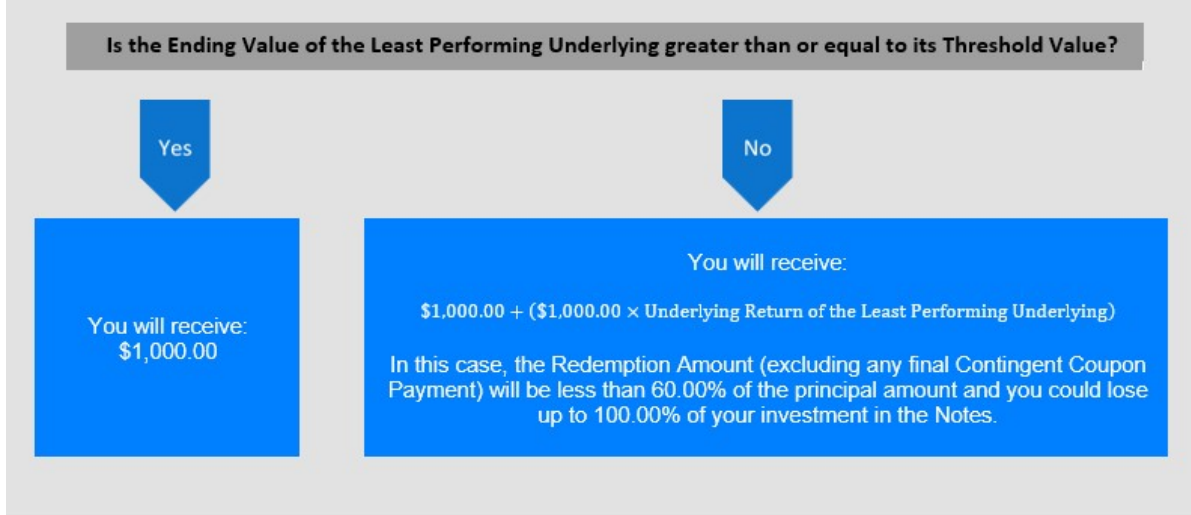 Is the Ending Value of the Least Performing Underlying greater than or equal to its Threshold Value?
Yes
No
You will receive:
$1,000.00
You will receive:
$1,000.00 + ($1,000.00 × Underlying Return of the Least Performing Underlying)
In this case, the Redemption Amount (excluding any final Contingent Coupon
Payment) will be less than 60.00% of the principal amount and you could lose
up to 100.00% of your investment in the Notes.